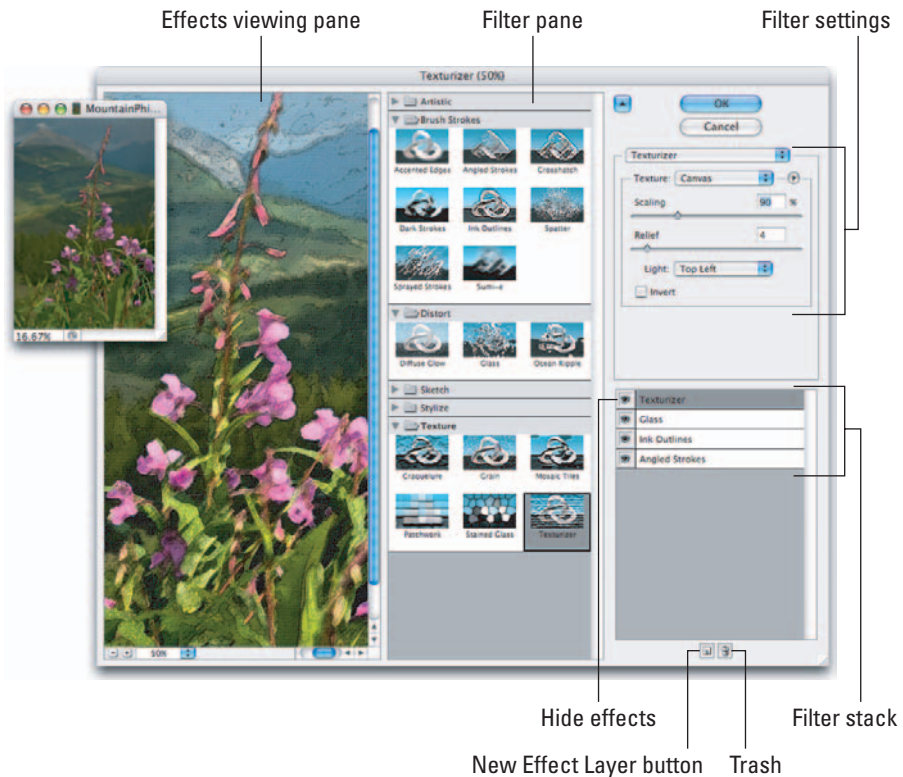 Effects viewing pane
Filter pane
Filter settings
Texturizer (50%)
MountainPhi...
16.67%
Artistic
Brush Strokes
Accented Edges
Angled Strokes
Crosshatch
Dark Strokes
Ink Outlines
Spatter
Sprayed Strokes
Sumi-e
Distort
Diffuse Glow
Glass
Ocean Ripple
Sketch
Stylize
Texture
Craquelure
Grain
Mosaic Tiles
Patchwork
Stained Glass
Texturizer
50%
OK
Cancel
Texturizer
Texture: Canvas
Scaling 90 %
Relief 4
Light: Top Left
Invert
Texturizer
Glass
Ink Outlines
Angled Strokes
Hide effects
Filter stack
New Effect Layer button
Trash